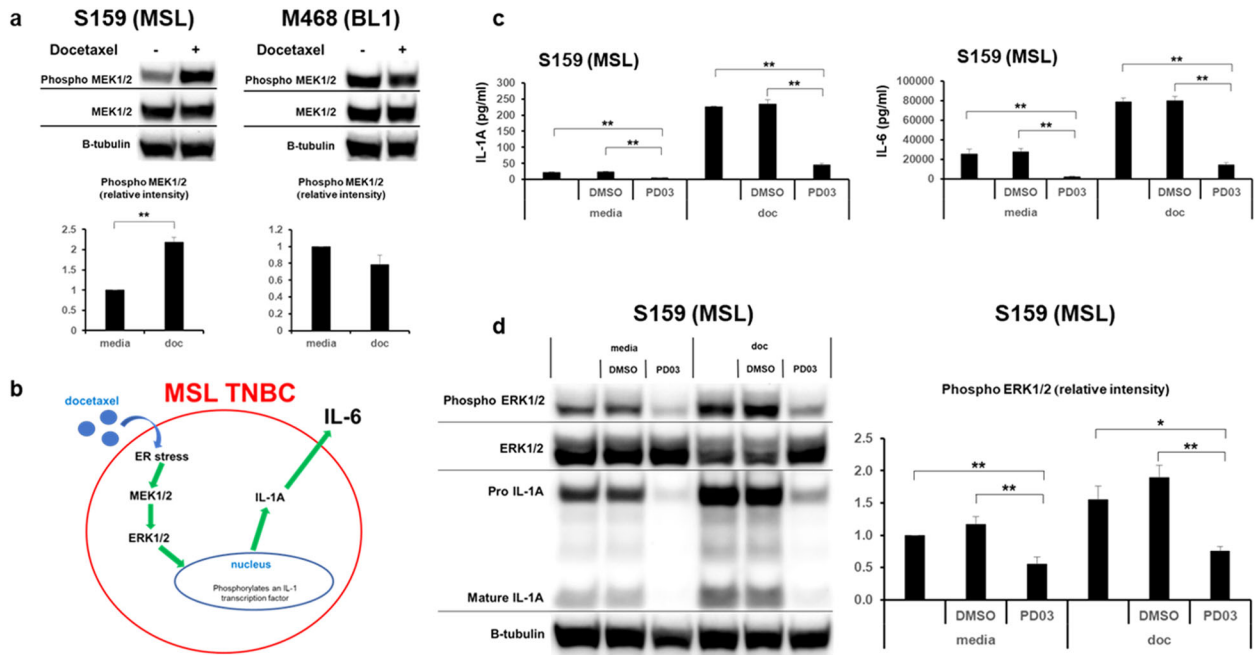 a
S159 (MSL)
M468 (BL1)
Docetaxel - +
Docetaxel - +
Phospho MEK1/2
Phospho MEK1/2
MEK1/2
MEK1/2
B-tubulin
B-tubulin
Phospho MEK1/2
(relative intensity)
Phospho MEK1/2
(relative intensity)
**
2.5
2
1.5
1
0.5
0
media doc
1.2
1
0.8
0.6
0.4
0.2
0
media doc
b
MSL TNBC
docetaxel
IL-6
ER stress
MEK1/2
IL-1A
ERK1/2
nucleus
Phosphorylates an IL-1
transcription factor
c
S159 (MSL)
IL-1A (pg/ml)
300
250
200
150
100
50
0
**
**
**
**
DMSO PD03 DMSO PD03
media doc
S159 (MSL)
IL-6 (pg/ml)
100000
80000
60000
40000
20000
0
**
**
**
**
DMSO PD03 DMSO PD03
media doc
d
S159 (MSL)
media doc
DMSO PD03 DMSO PD03
Phospho ERK1/2
ERK1/2
Pro IL-1A
Mature IL-1A
B-tubulin
S159 (MSL)
Phospho ERK1/2 (relative intensity)
2.5
2.0
1.5
1.0
0.5
0.0
**
**
*
**
DMSO PD03 DMSO PD03
media doc